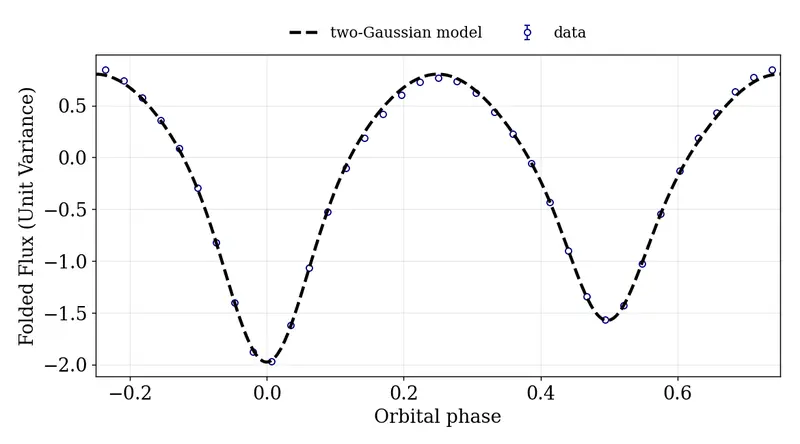 two-Gaussian model
data
Folded Flux (Unit Variance)
0.5
0.0
−0.5
−1.0
−1.5
−2.0
−0.2 0.0 0.2 0.4 0.6
Orbital phase